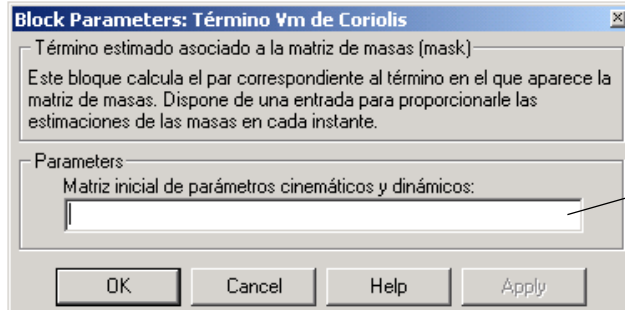 Block Parameters: Término Vm de Coriolis
Término estimado asociado a la matriz de masas (mask)
Este bloque calcula el par correspondiente al término en el que aparece la
matriz de masas. Dispone de una entrada para proporcionarle las
estimaciones de las masas en cada instante.
Parameters
Matriz inicial de parámetros cinemáticos y dinámicos:
OK Cancel Help Apply